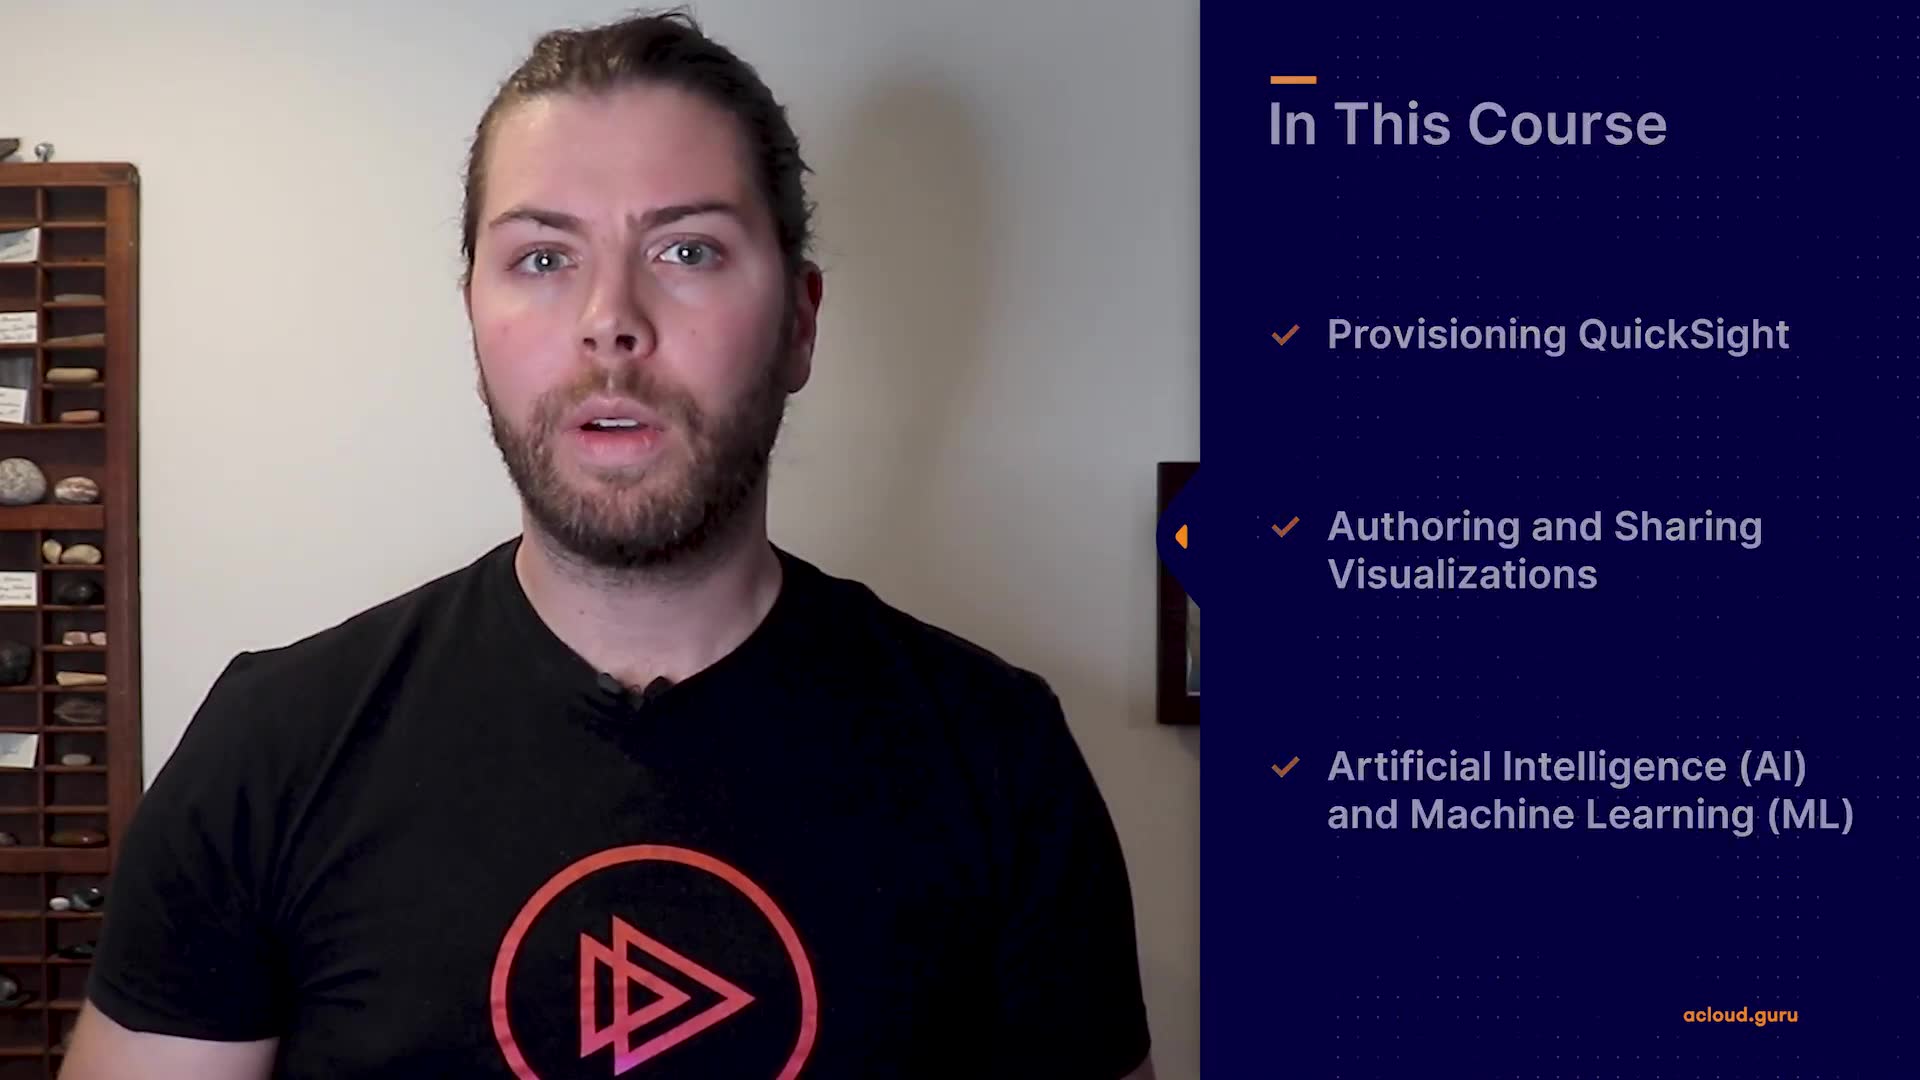 In This Course
Provisioning QuickSight
Authoring and Sharing
Visualizations
Artificial Intelligence (AI)
and Machine Learning (ML)
acloud.guru